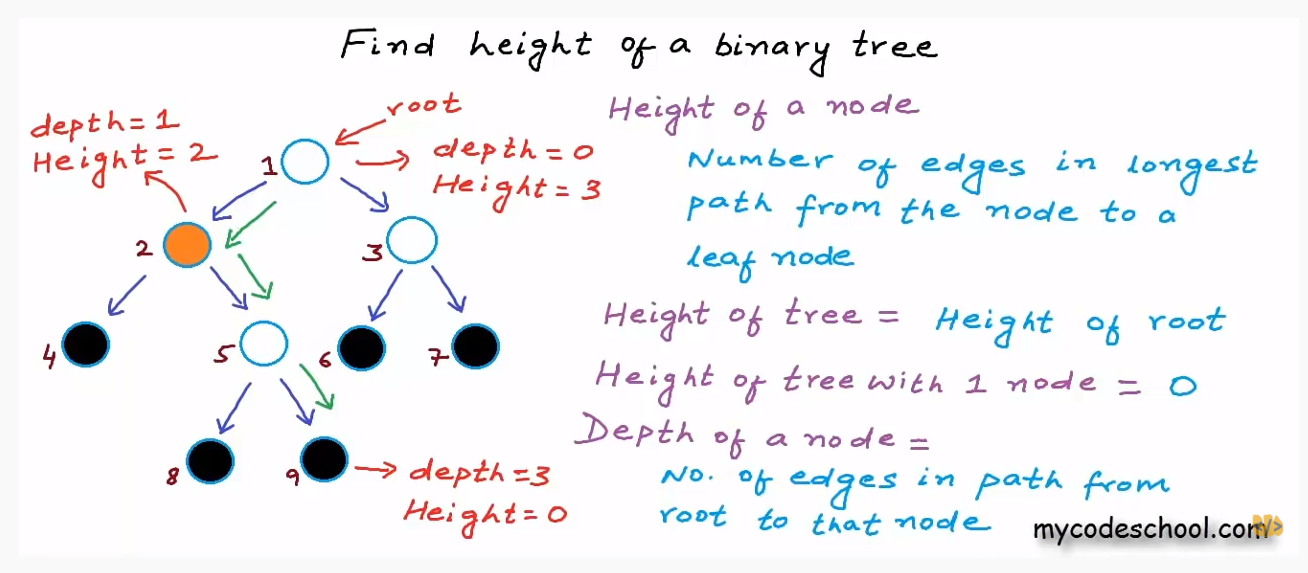 Find height of a binary tree
depth = 1
Height = 2
root
1
depth = 0
Height = 3
2
3
4
5
6
7
8
9
depth = 3
Height = 0
Height of a node
Number of edges in longest
path from the node to a
leaf node
Height of tree = Height of root
Height of tree with 1 node = 0
Depth of a node =
No. of edges in path from
root to that node
mycodeschool.com